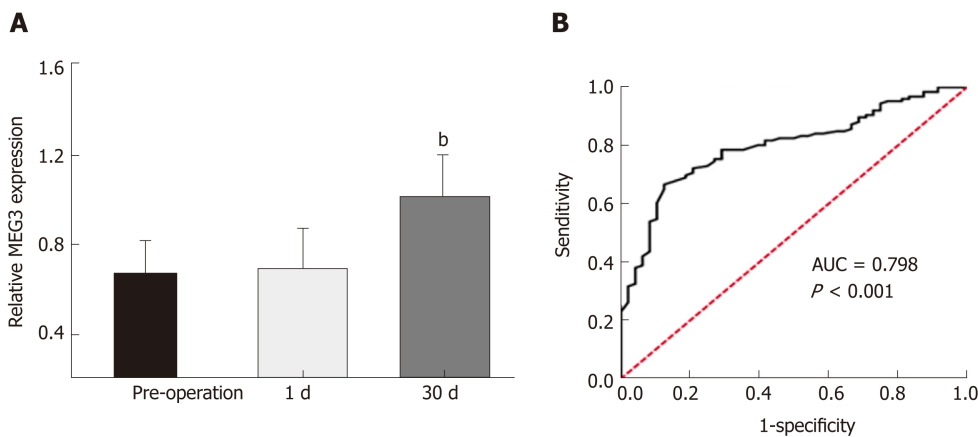 A
1.6
1.2
0.8
0.4
Relative MEG3 expression
b
Pre-operation
1 d
30 d
B
1.0
0.8
0.6
0.4
0.2
0.0
Senditivity
AUC = 0.798
P < 0.001
0.0 0.2 0.4 0.6 0.8 1.0
1-specificity